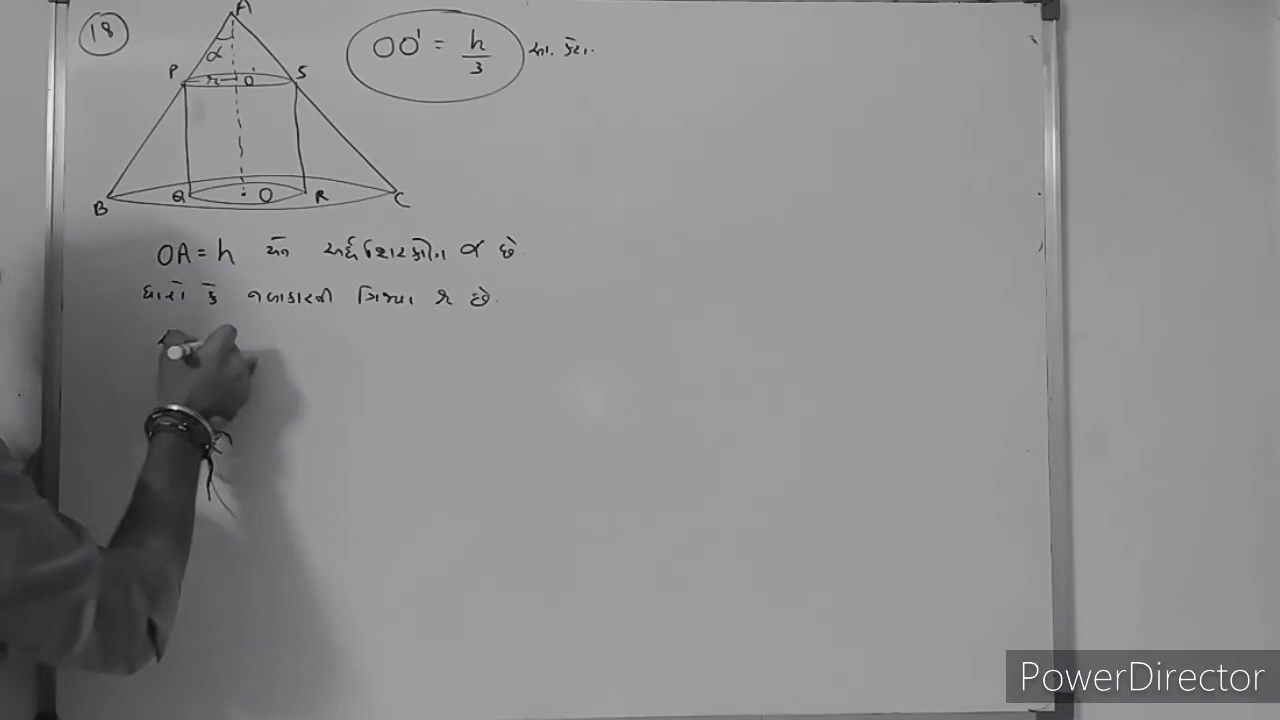 18
A
α
P r O' S
B Q O R C
OO' = h/3 સા. કરો.
OA = h અને અર્ધશિરકોણ α છે
ધારો કે નળાકારની ત્રિજ્યા r છે.
PowerDirector